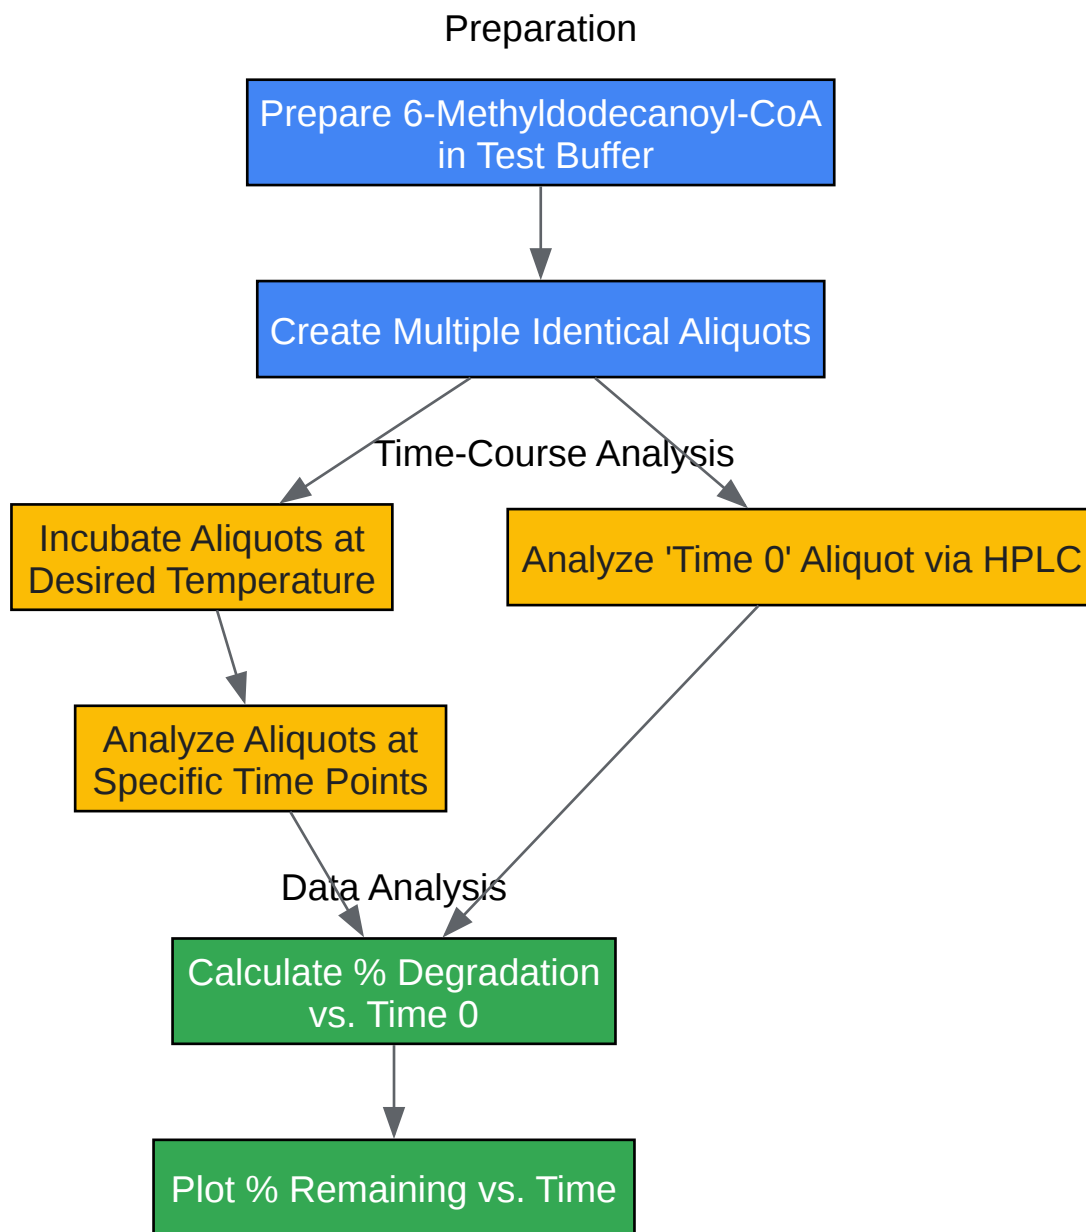 Preparation
Prepare 6-Methyldodecanoyl-CoA
in Test Buffer
Create Multiple Identical Aliquots
Time-Course Analysis
Incubate Aliquots at
Desired Temperature
Analyze 'Time 0' Aliquot via HPLC
Analyze Aliquots at
Specific Time Points
Data Analysis
Calculate % Degradation
vs. Time 0
Plot % Remaining vs. Time